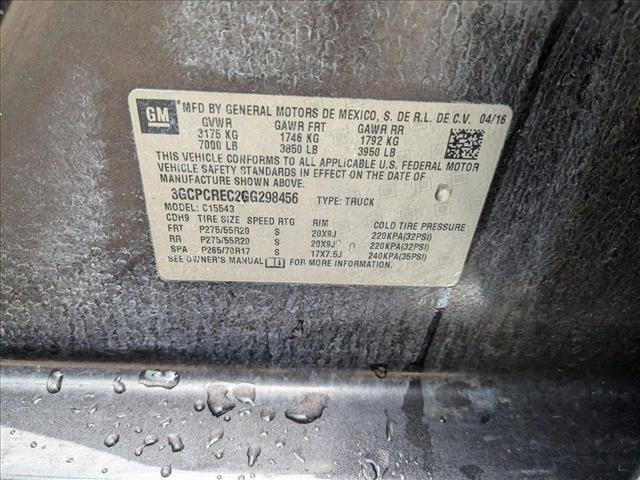 GM
MFD BY GENERAL MOTORS DE MEXICO, S. DE R.L. DE C.V. 04/16
GVWR GAWR FRT GAWR RR
3175 KG 1746 KG 1792 KG
7000 LB 3850 LB 3950 LB
THIS VEHICLE CONFORMS TO ALL APPLICABLE U.S. FEDERAL MOTOR
VEHICLE SAFETY STANDARDS IN EFFECT ON THE DATE OF
MANUFACTURE SHOWN ABOVE.
3GCPCREC2GG298456 TYPE: TRUCK
MODEL: C15543
CDH9 TIRE SIZE SPEED RTG RIM COLD TIRE PRESSURE
FRT P275/55R20 S 20X9J 220KPA(32PSI)
RR P275/55R20 S 20X9J 220KPA(32PSI)
SPA P265/70R17 S 17X7.5J 240KPA(35PSI)
SEE OWNER'S MANUAL FOR MORE INFORMATION.